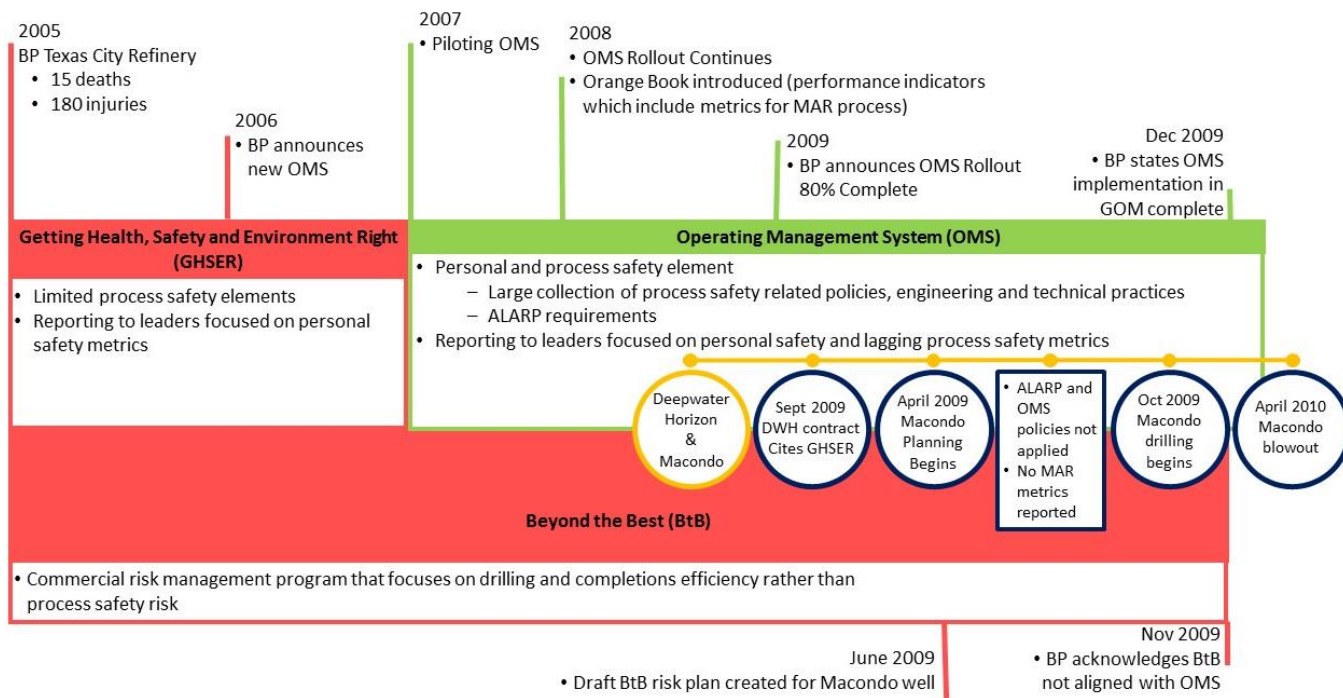 2005
BP Texas City Refinery
• 15 deaths
• 180 injuries
2006
• BP announces
new OMS
2007
• Piloting OMS
2008
• OMS Rollout Continues
• Orange Book introduced (performance indicators
which include metrics for MAR process)
2009
• BP announces OMS Rollout
80% Complete
Dec 2009
• BP states OMS
implementation in
GOM complete
Getting Health, Safety and Environment Right
(GHSER)
• Limited process safety elements
• Reporting to leaders focused on personal
safety metrics
Operating Management System (OMS)
• Personal and process safety element
– Large collection of process safety related policies, engineering and technical practices
– ALARP requirements
• Reporting to leaders focused on personal safety and lagging process safety metrics
Deepwater
Horizon
&
Macondo
Sept 2009
DWH contract
Cites GHSER
April 2009
Macondo
Planning
Begins
• ALARP and
OMS
policies not
applied
• No MAR
metrics
reported
Oct 2009
Macondo
drilling
begins
April 2010
Macondo
blowout
Beyond the Best (BtB)
• Commercial risk management program that focuses on drilling and completions efficiency rather than
process safety risk
June 2009
• Draft BtB risk plan created for Macondo well
Nov 2009
• BP acknowledges BtB
not aligned with OMS